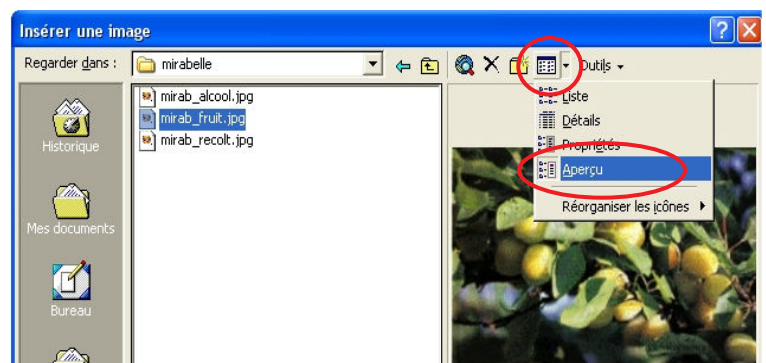 Insérer une image
Regarder dans : mirabelle Outils
mirab_alcool.jpg
mirab_fruit.jpg
mirab_recolt.jpg
Historique
Mes documents
Bureau
Liste
Détails
Propriétés
Aperçu
Réorganiser les icônes